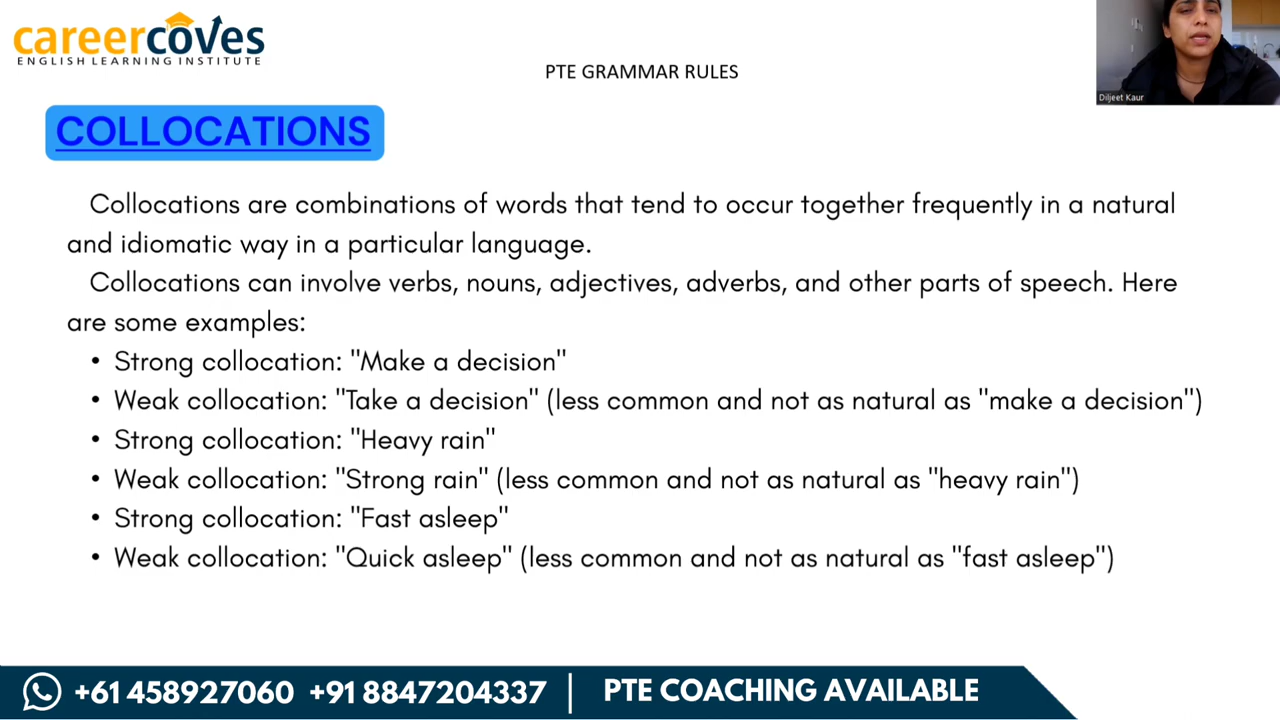 careercoves
ENGLISH LEARNING INSTITUTE
PTE GRAMMAR RULES
Diljeet Kaur
COLLOCATIONS
Collocations are combinations of words that tend to occur together frequently in a natural
and idiomatic way in a particular language.
Collocations can involve verbs, nouns, adjectives, adverbs, and other parts of speech. Here
are some examples:
• Strong collocation: "Make a decision"
• Weak collocation: "Take a decision" (less common and not as natural as "make a decision")
• Strong collocation: "Heavy rain"
• Weak collocation: "Strong rain" (less common and not as natural as "heavy rain")
• Strong collocation: "Fast asleep"
• Weak collocation: "Quick asleep" (less common and not as natural as "fast asleep")
+61 458927060 +91 8847204337 | PTE COACHING AVAILABLE